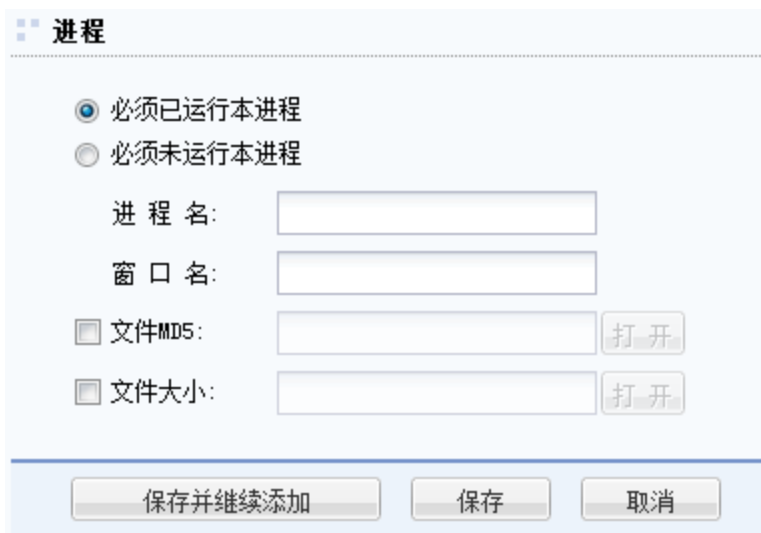 进程
必须已运行本进程
必须未运行本进程
进 程 名:
窗 口 名:
文件MD5: 打 开
文件大小: 打 开
保存并继续添加 保存 取消